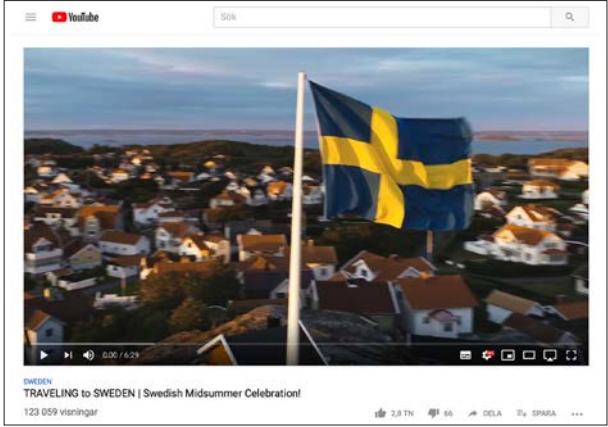 YouTube
Sök
0:00 / 6:29
SWEDEN
TRAVELING to SWEDEN | Swedish Midsummer Celebration!
123 059 visningar
2,8 TN 66 DELA SPARA